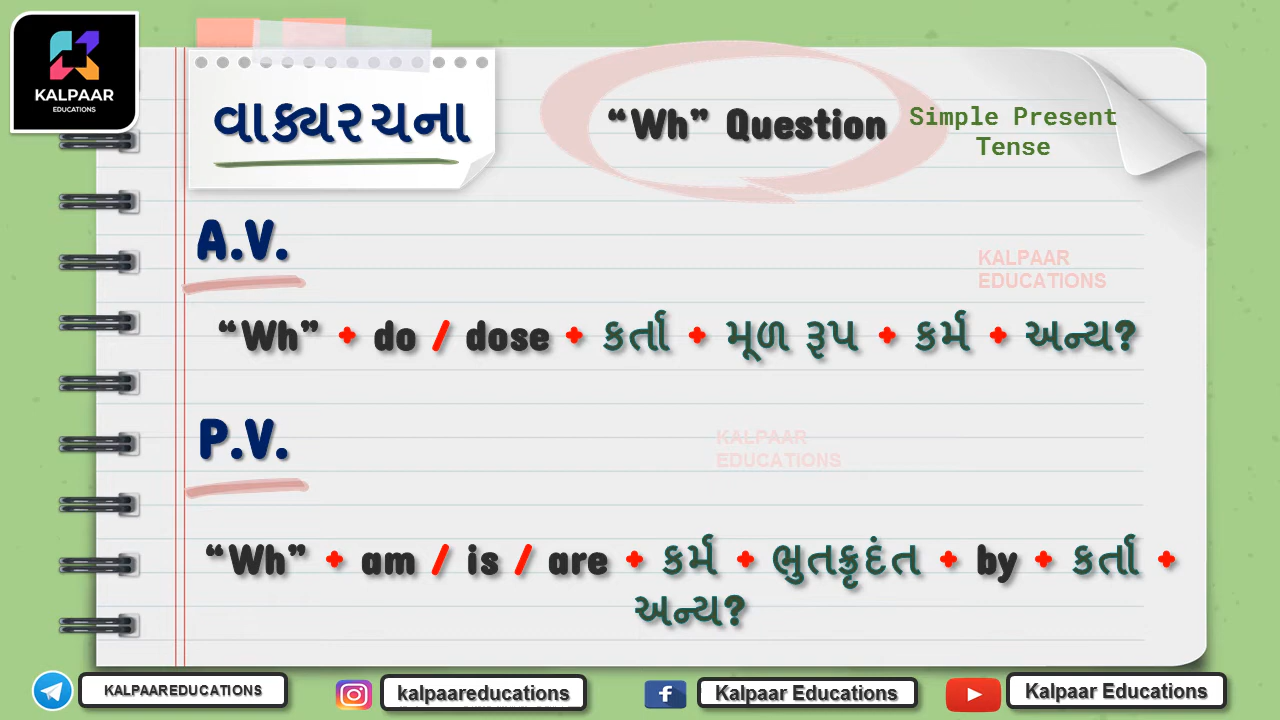 KALPAAR
EDUCATIONS
વાક્યરચના
“Wh” Question
Simple Present
Tense
A.V.
KALPAAR
EDUCATIONS
“Wh” + do / dose + કર્તા + મૂળ રૂપ + કર્મ + અન્ય?
P.V.
KALPAAR
EDUCATIONS
“Wh” + am / is / are + કર્મ + ભુતકૃદંત + by + કર્તા +
અન્ય?
KALPAAREDUCATIONS
kalpaareducations
Kalpaar Educations
Kalpaar Educations